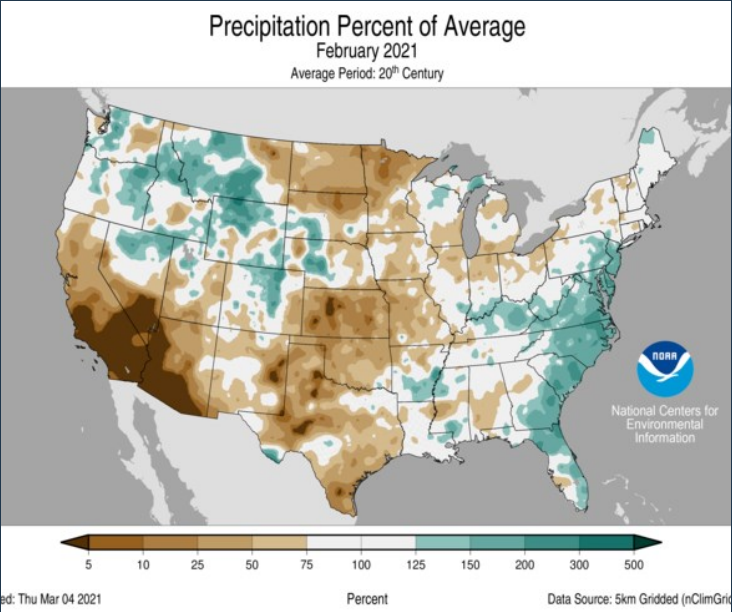 Precipitation Percent of Average
February 2021
Average Period: 20th Century
NOAA
National Centers for
Environmental
Information
5 10 25 50 75 100 125 150 200 300 500
ed: Thu Mar 04 2021 Percent Data Source: 5km Gridded (nClimGri